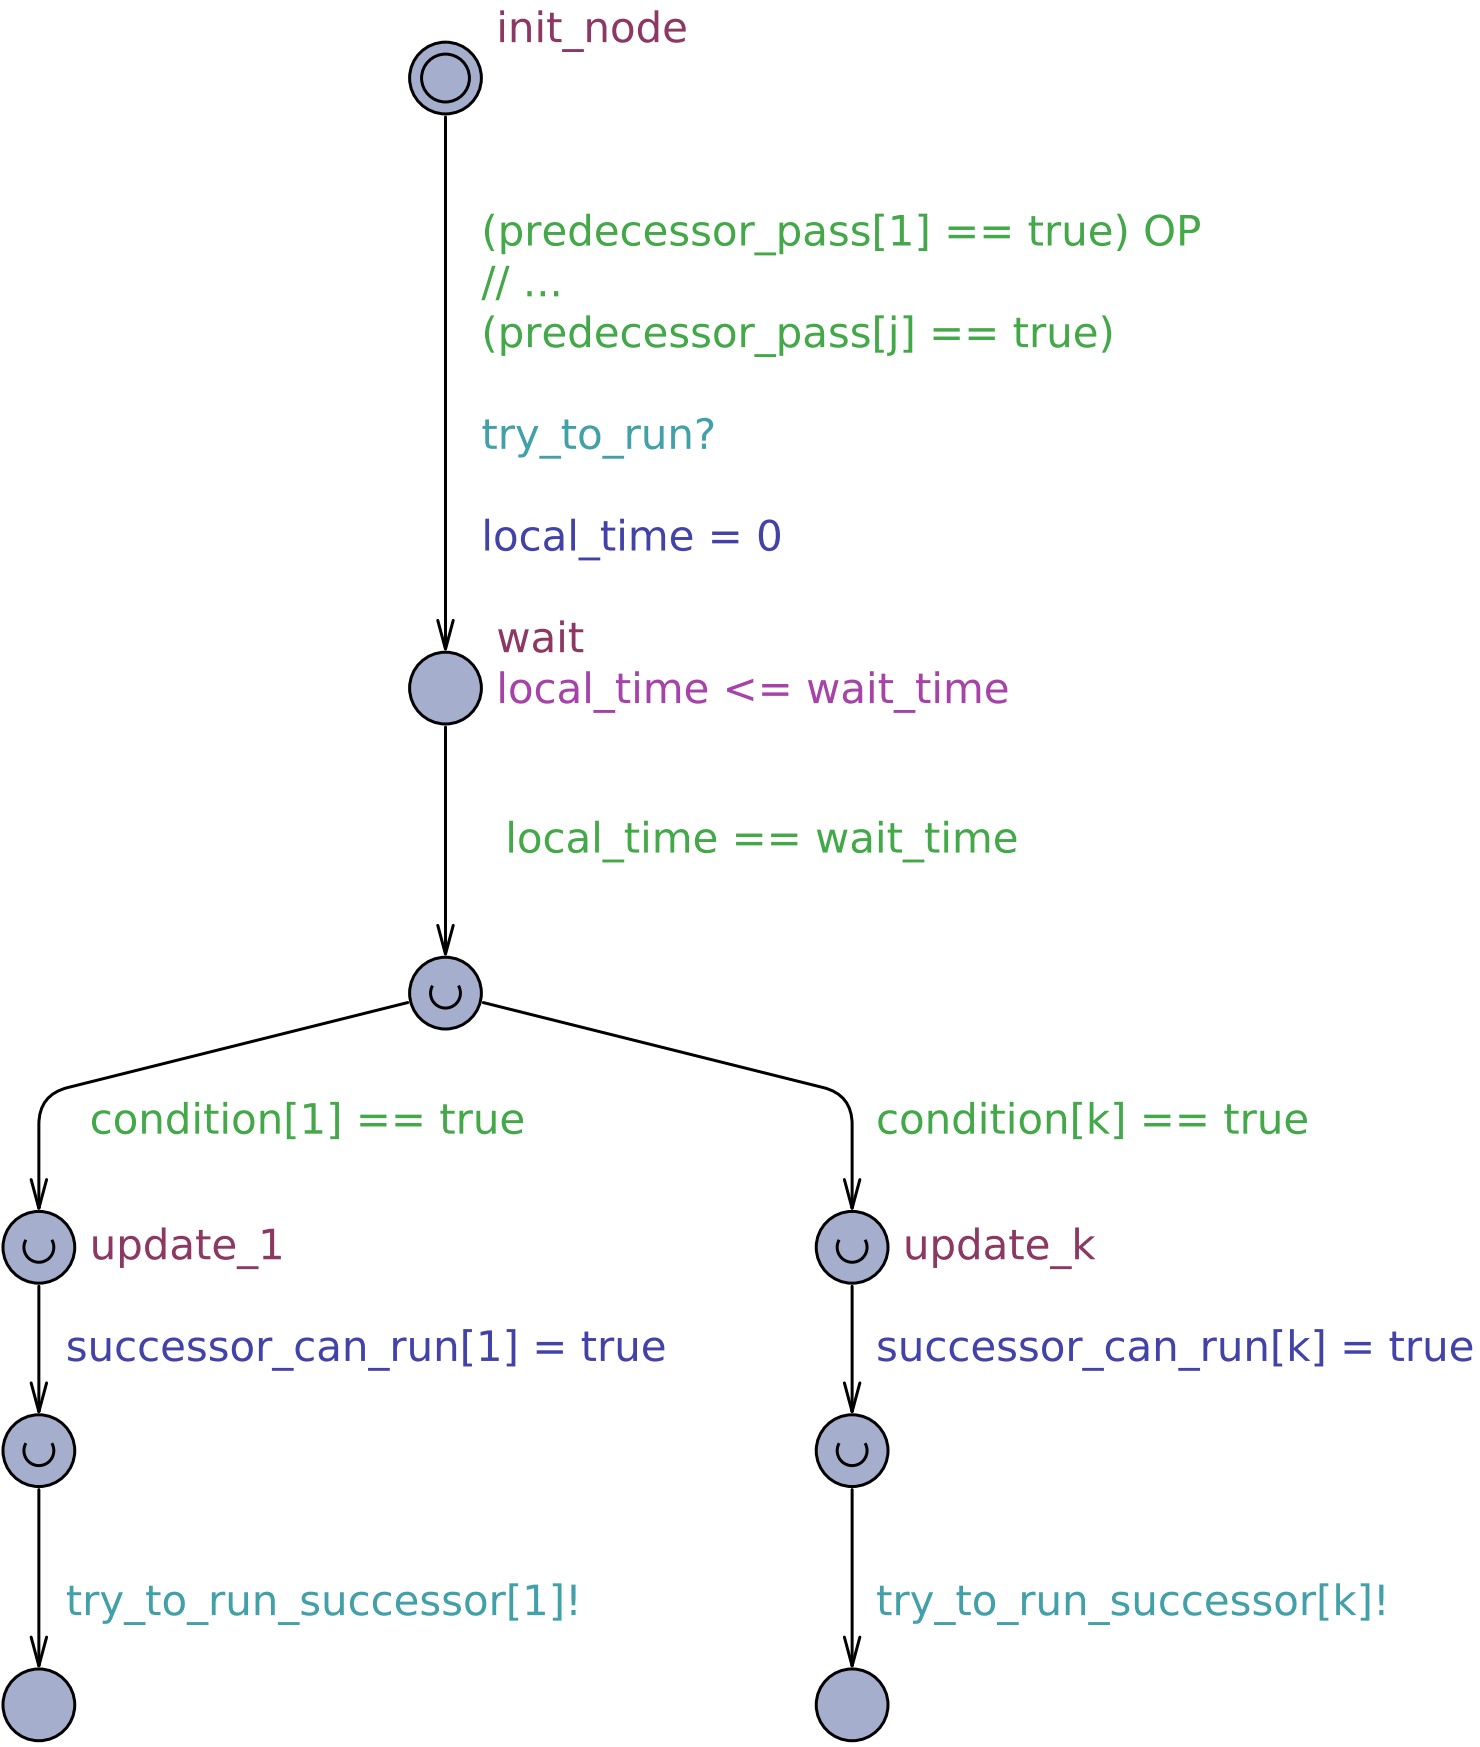 init_node
(predecessor_pass[1] == true) OP
// ...
(predecessor_pass[j] == true)
try_to_run?
local_time = 0
wait
local_time <= wait_time
local_time == wait_time
condition[1] == true
condition[k] == true
update_1
update_k
successor_can_run[1] = true
successor_can_run[k] = true
try_to_run_successor[1]!
try_to_run_successor[k]!